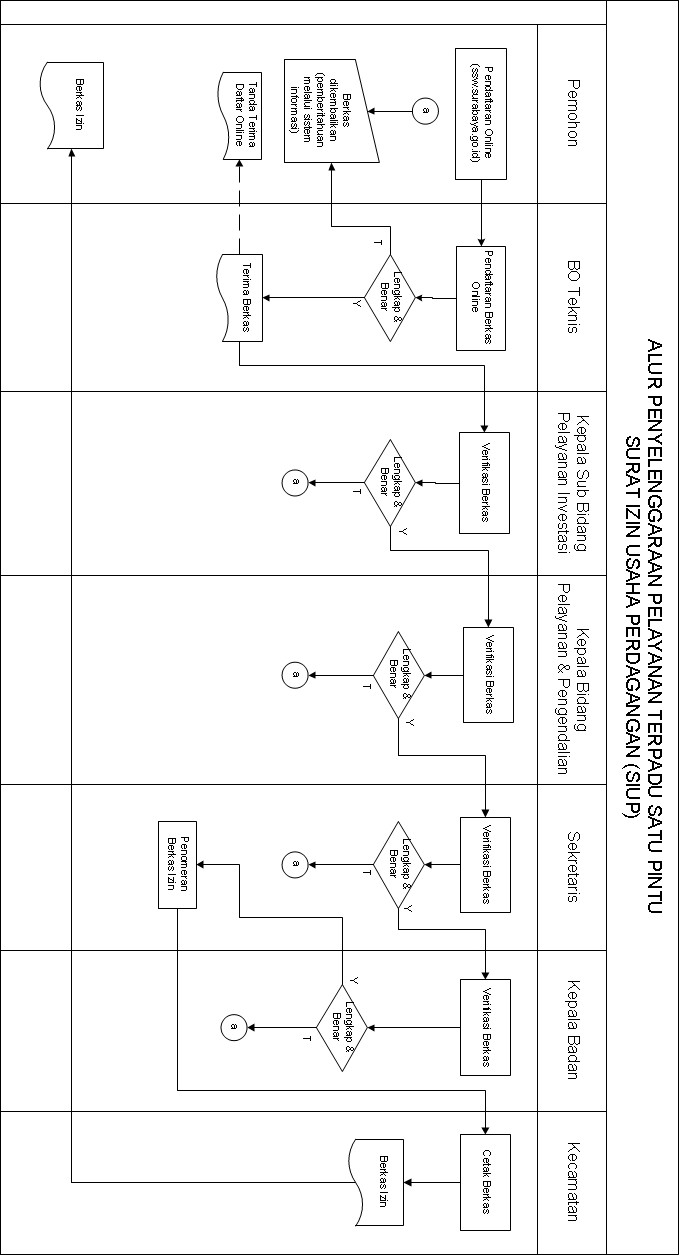 ALUR PENYELENGGARAAN PELAYANAN TERPADU SATU PINTU
SURAT IZIN USAHA PERDAGANGAN (SIUP)
Pemohon
BO Teknis
Kepala Sub Bidang
Pelayanan Investasi
Kepala Bidang
Pelayanan & Pengendalian
Sekretaris
Kepala Badan
Kecamatan
Pendaftaran Online
(ssw.surabaya.go.id)
a
Berkas
dikembalikan
(pemberitahuan
melalui sistem
informasi)
Tanda Terima
Daftar Online
Berkas Izin
Pendaftaran Berkas
Online
Lengkap &
Benar
T
Y
Terima Berkas
Verifikasi Berkas
Lengkap &
Benar
Y
T
a
Verifikasi Berkas
Lengkap &
Benar
Y
T
a
Verifikasi Berkas
Lengkap &
Benar
Y
T
a
Penomeran
Berkas Izin
Verifikasi Berkas
Lengkap &
Benar
Y
T
a
Cetak Berkas
Berkas Izin